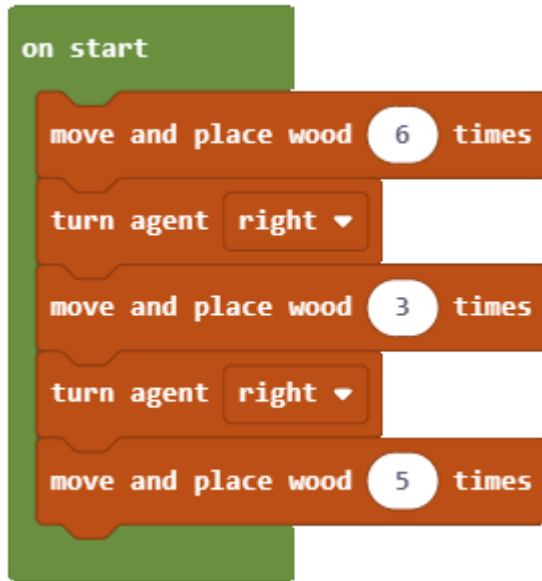 on start
move and place wood 6 times
turn agent right
move and place wood 3 times
turn agent right
move and place wood 5 times